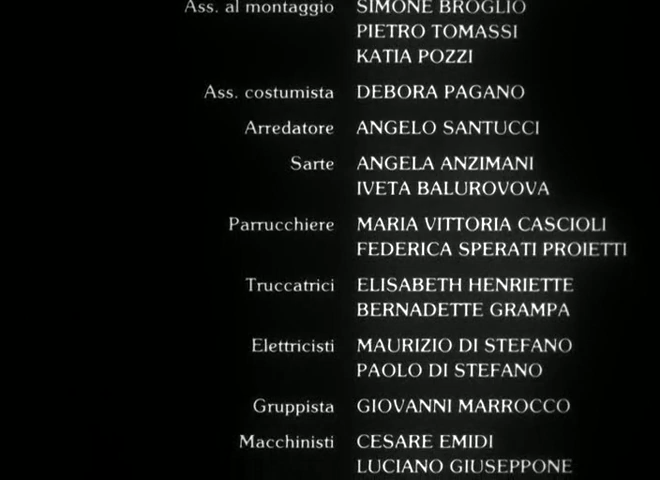 Ass. al montaggio SIMONE BROGLIO
PIETRO TOMASSI
KATIA POZZI
Ass. costumista DEBORA PAGANO
Arredatore ANGELO SANTUCCI
Sarte ANGELA ANZIMANI
IVETA BALUROVOVA
Parrucchiere MARIA VITTORIA CASCIOLI
FEDERICA SPERATI PROIETTI
Truccatrici ELISABETH HENRIETTE
BERNADETTE GRAMPA
Elettricisti MAURIZIO DI STEFANO
PAOLO DI STEFANO
Gruppista GIOVANNI MARROCCO
Macchinisti CESARE EMIDI
LUCIANO GIUSEPPONE